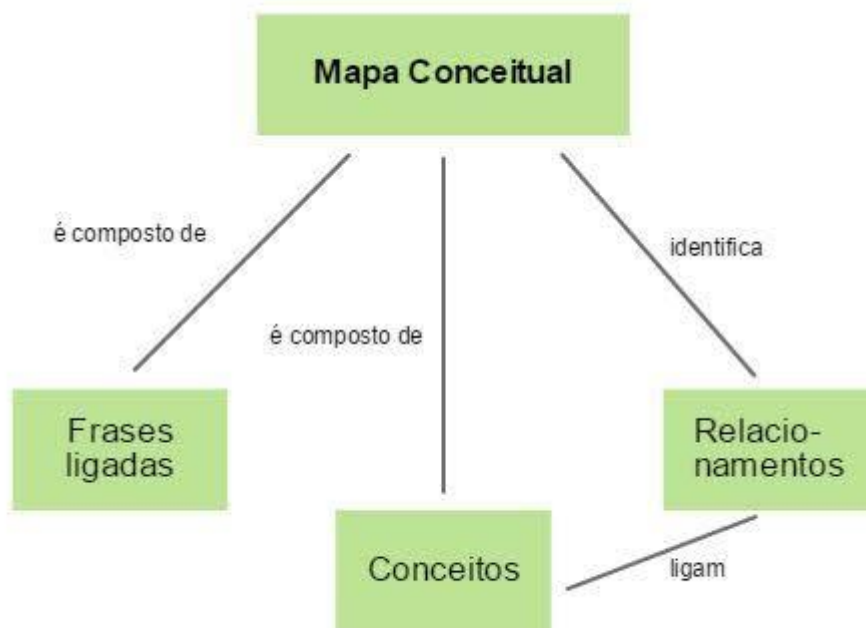 Mapa Conceitual
é composto de
identifica
é composto de
Frases
ligadas
Relacio-
namentos
Conceitos
ligam